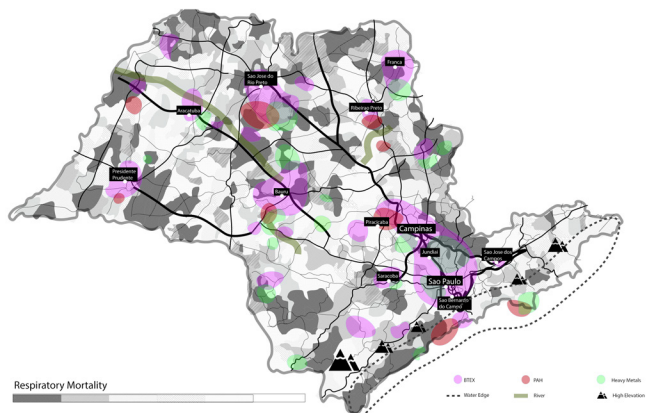 Franca
Sao Jose do
Rio Preto
Aracatuba
Ribeirao Preto
Presidente
Prudente
Bauru
Piracicaba
Campinas
Jundiai
Sao Jose dos
Campos
Saracoba
Sao Paulo
Sao Bernardo
do Campo
Respiratory Mortality
BTEX
PAH
Heavy Metals
Water Edge
River
High-Elevation